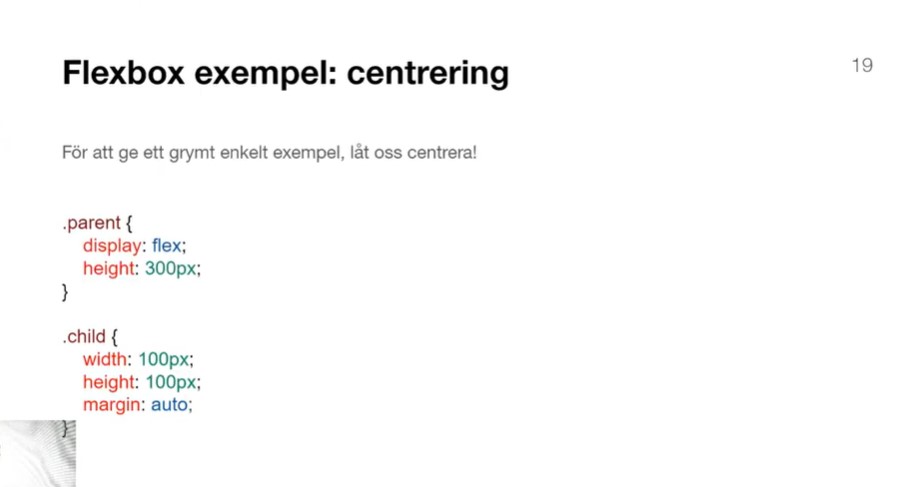 Flexbox exempel: centrering
19
För att ge ett grymt enkelt exempel, låt oss centrera!
.parent {
display: flex;
height: 300px;
}
.child {
width: 100px;
height: 100px;
margin: auto;
}